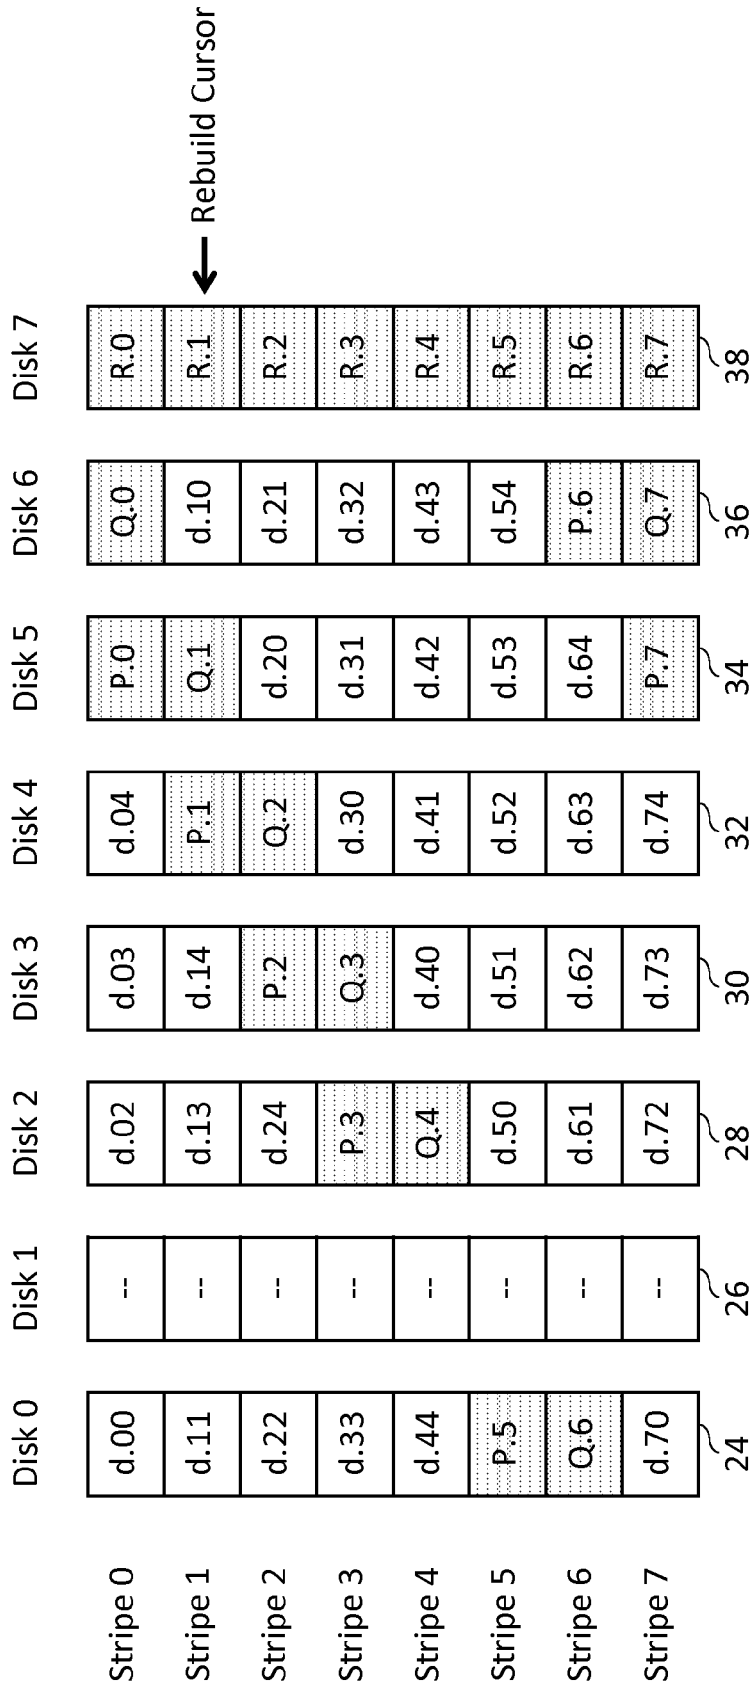 Disk 0 Disk 1 Disk 2 Disk 3 Disk 4 Disk 5 Disk 6 Disk 7
Stripe 0 d.00 -- d.02 d.03 d.04 P.0 Q.0 R.0
Stripe 1 d.11 -- d.13 d.14 P.1 Q.1 d.10 R.1 Rebuild Cursor
Stripe 2 d.22 -- d.24 P.2 Q.2 d.20 d.21 R.2
Stripe 3 d.33 -- P.3 Q.3 d.30 d.31 d.32 R.3
Stripe 4 d.44 -- Q.4 d.40 d.41 d.42 d.43 R.4
Stripe 5 P.5 -- d.50 d.51 d.52 d.53 d.54 R.5
Stripe 6 Q.6 -- d.61 d.62 d.63 d.64 P.6 R.6
Stripe 7 d.70 -- d.72 d.73 d.74 P.7 Q.7 R.7
24 26 28 30 32 34 36 38